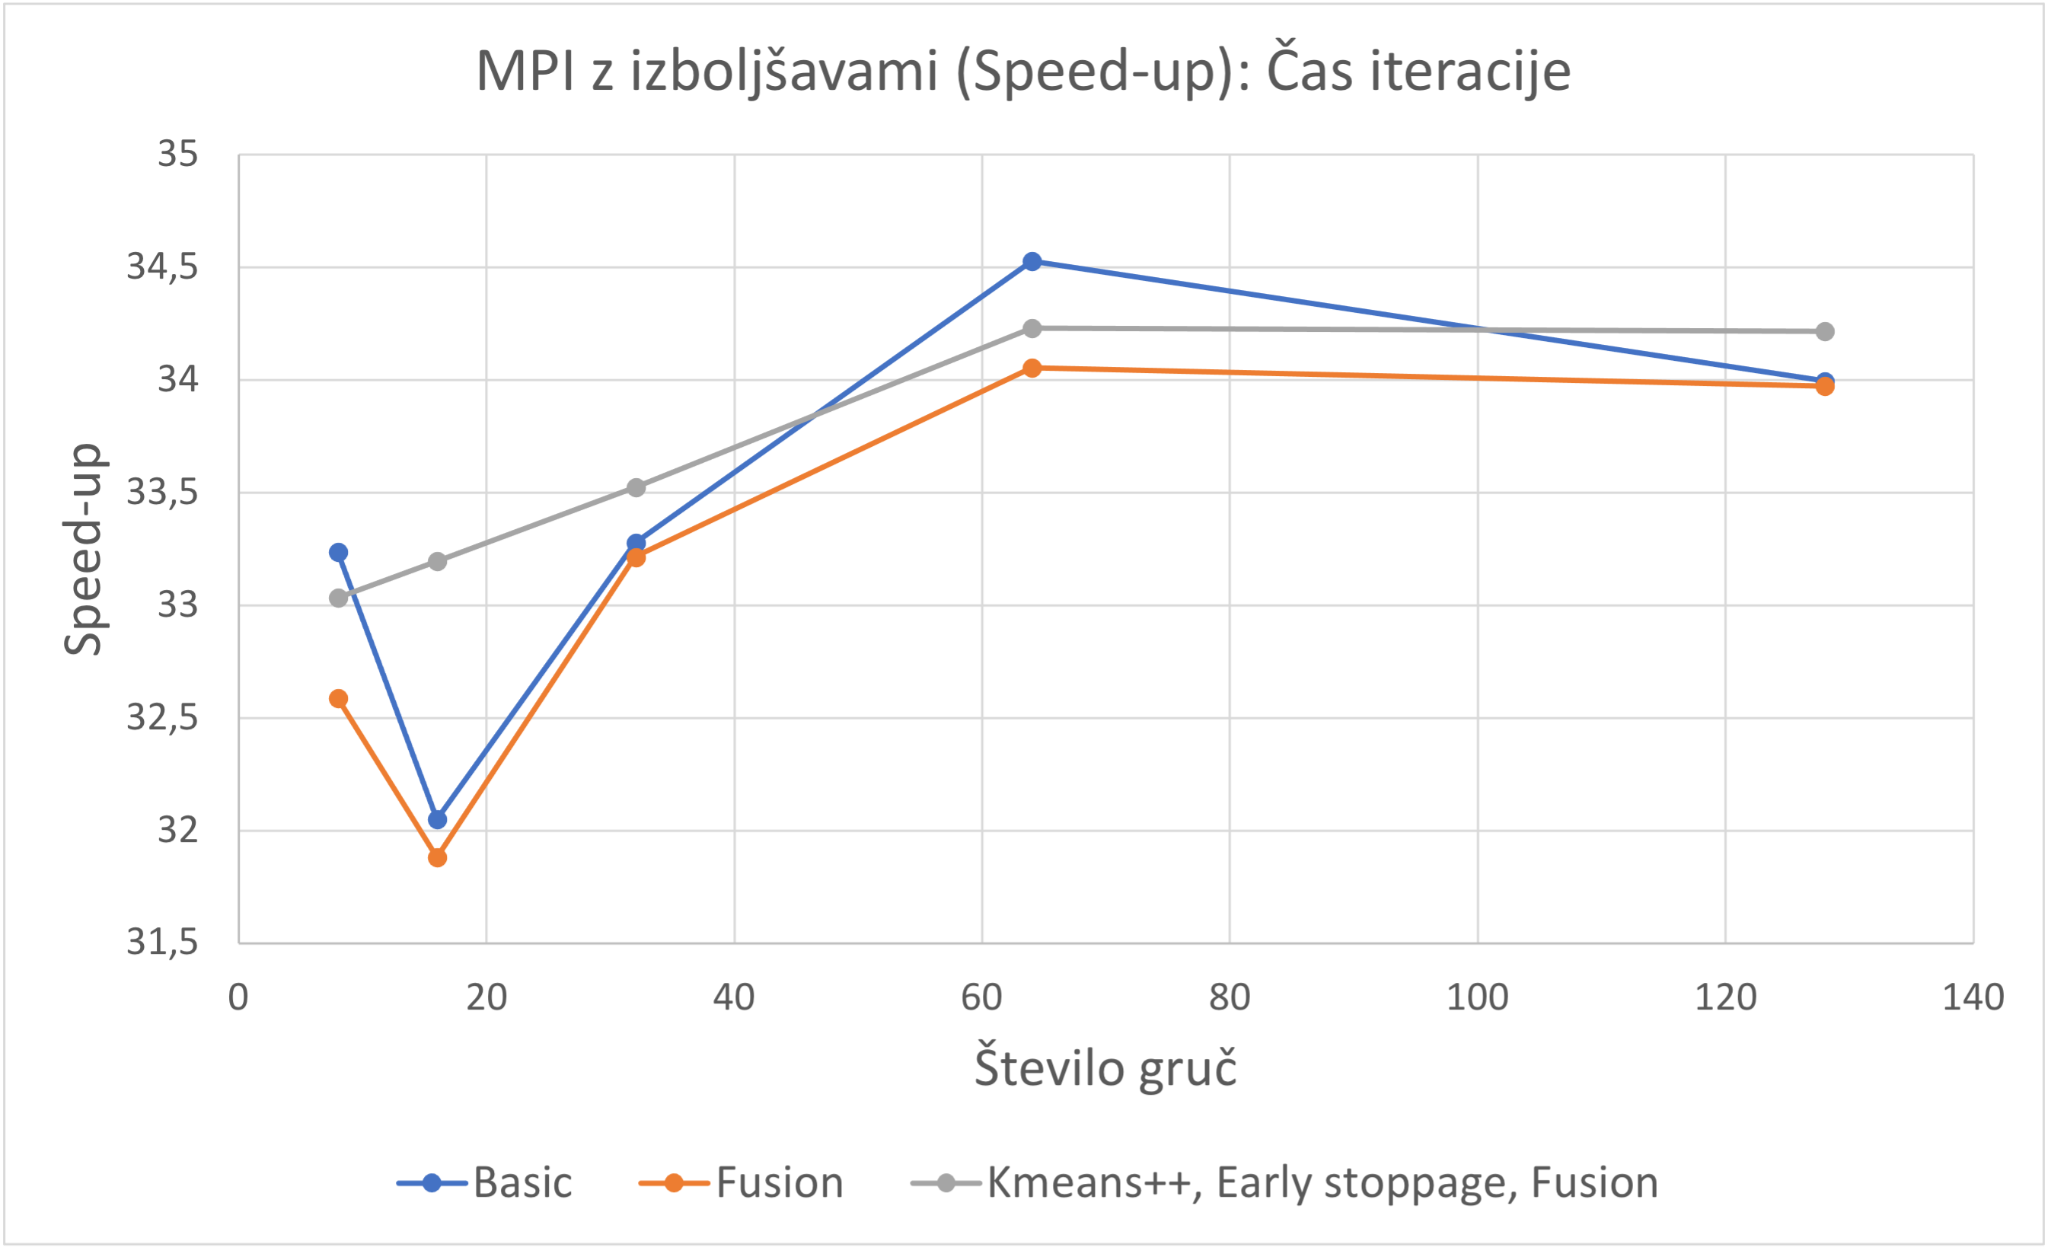 MPI z izboljšavami (Speed-up): Čas iteracije
35
34,5
34
33,5
33
32,5
32
31,5
Speed-up
0 20 40 60 80 100 120 140
Število gruč
Basic Fusion Kmeans++, Early stoppage, Fusion